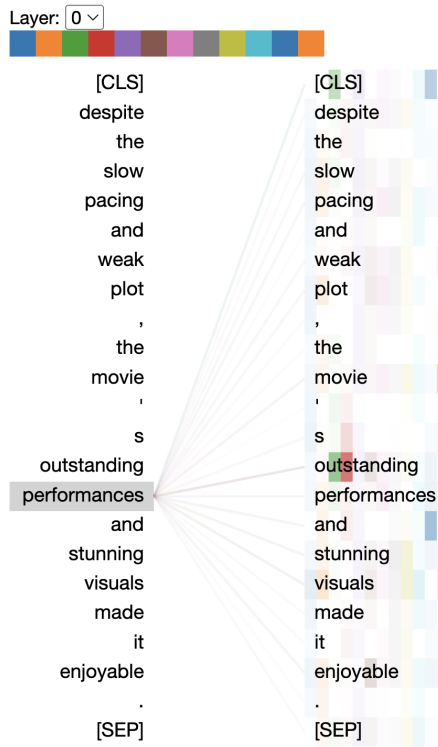 Layer: 0
[CLS] [CLS]
despite despite
the the
slow slow
pacing pacing
and and
weak weak
plot plot
, ,
the the
movie movie
' '
s s
outstanding outstanding
performances performances
and and
stunning stunning
visuals visuals
made made
it it
enjoyable enjoyable
. .
[SEP] [SEP]